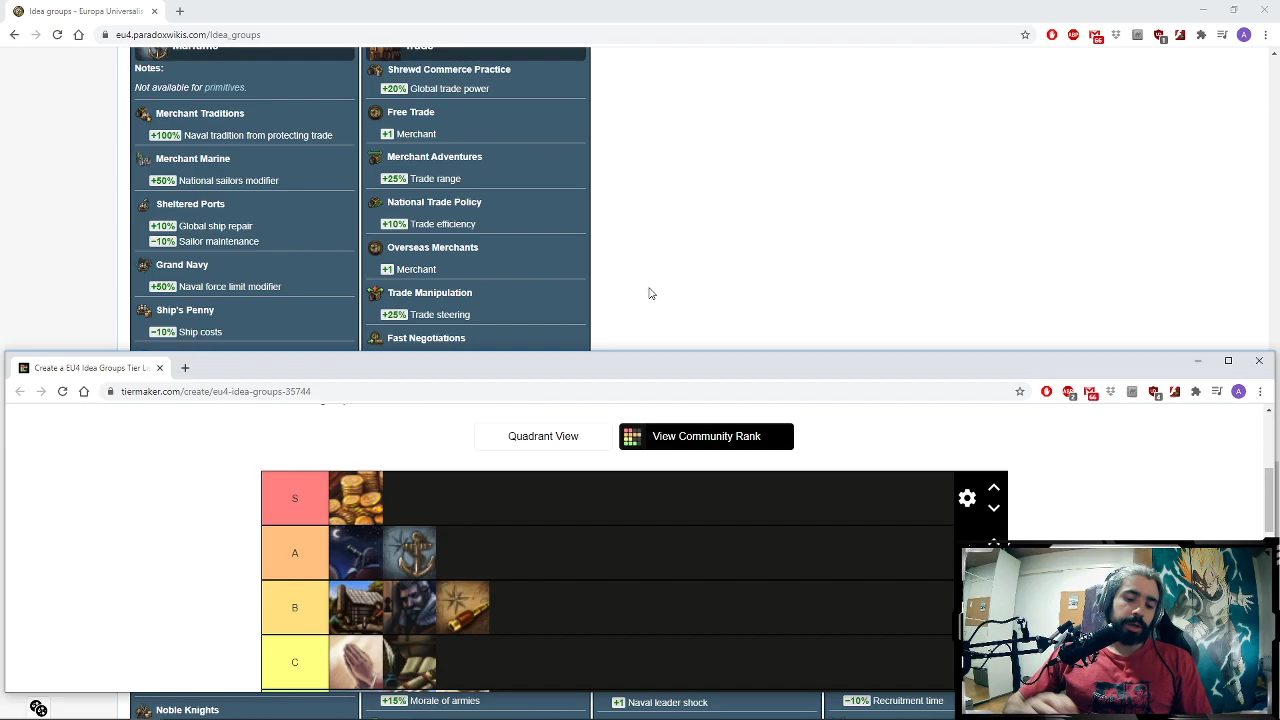 Idea groups - Europa Universalis
eu4.paradoxwikis.com/Idea_groups
Notes:
Not available for primitives.
Merchant Traditions
+100% Naval tradition from protecting trade
Merchant Marine
+50% National sailors modifier
Sheltered Ports
+10% Global ship repair
−10% Sailor maintenance
Grand Navy
+50% Naval force limit modifier
Ship's Penny
−10% Ship costs
Trade
Shrewd Commerce Practice
+20% Global trade power
Free Trade
+1 Merchant
Merchant Adventures
+25% Trade range
National Trade Policy
+10% Trade efficiency
Overseas Merchants
+1 Merchant
Trade Manipulation
+25% Trade steering
Fast Negotiations
Create a EU4 Idea Groups Tier Li
tiermaker.com/create/eu4-idea-groups-35744
Quadrant View
View Community Rank
S
A
B
C
Noble Knights
+15% Morale of armies
+1 Naval leader shock
−10% Recruitment time